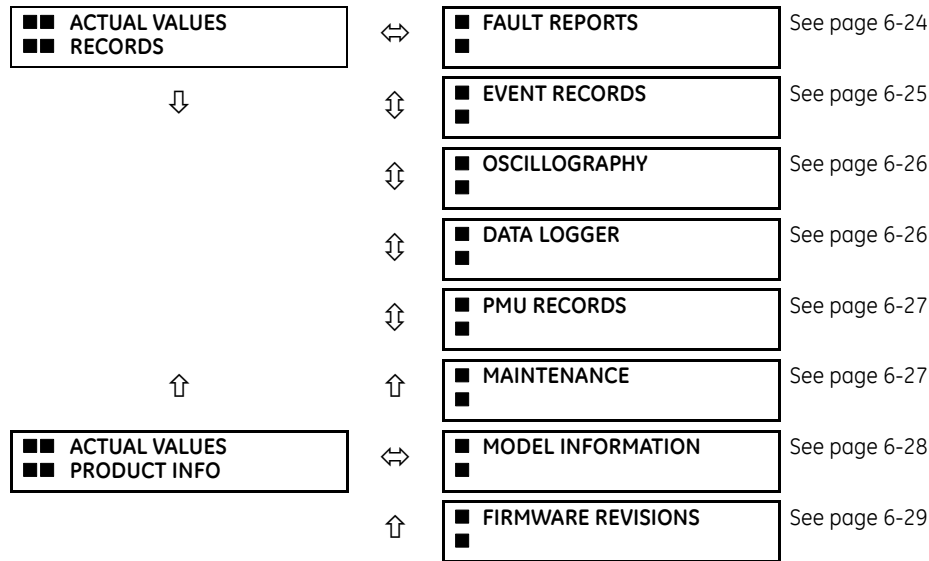 ■■ ACTUAL VALUES
■■ RECORDS
■ FAULT REPORTS
■
See page 6-24
■ EVENT RECORDS
■
See page 6-25
■ OSCILLOGRAPHY
■
See page 6-26
■ DATA LOGGER
■
See page 6-26
■ PMU RECORDS
■
See page 6-27
■ MAINTENANCE
■
See page 6-27
■■ ACTUAL VALUES
■■ PRODUCT INFO
■ MODEL INFORMATION
■
See page 6-28
■ FIRMWARE REVISIONS
■
See page 6-29